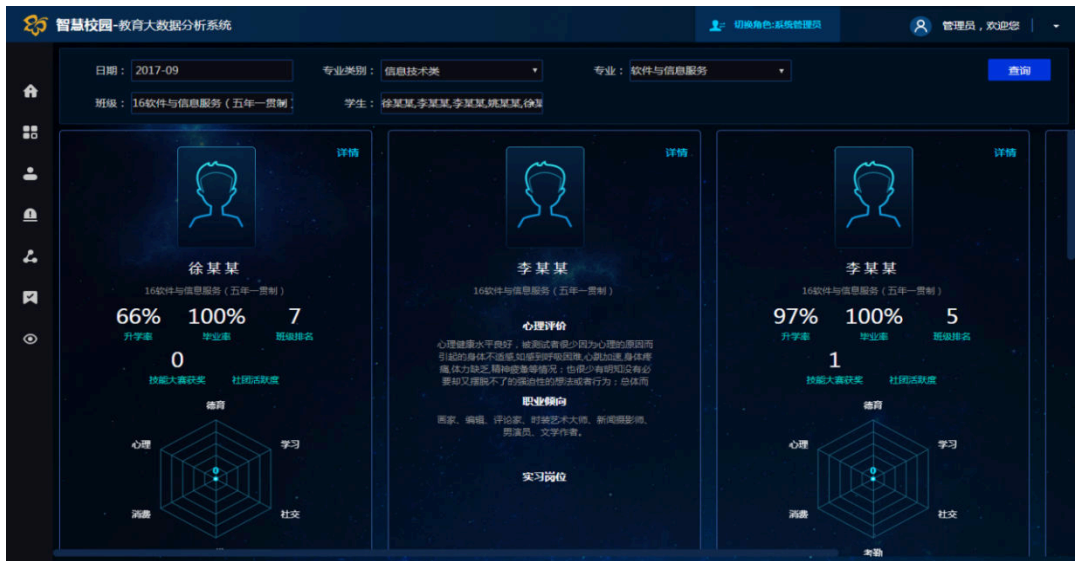 智慧校园-教育大数据分析系统
切换角色:系统管理员
管理员，欢迎您
日期： 2017-09
专业类别： 信息技术类
专业： 软件与信息服务
查询
班级： 16软件与信息服务（五年一贯制
学生： 徐某某,李某某,李某某,姚某某,徐某
详情
徐某某
16软件与信息服务（五年一贯制）
66% 100% 7
升学率 毕业率 班级排名
0
技能大赛获奖 社团活跃度
德育
心理 学习
0
消费 社交
详情
李某某
16软件与信息服务（五年一贯制）
心理评价
心理健康水平良好，被测试者很少因为心理的原因而
引起的身体不适感,如感到呼吸困难,心跳加速,身体疼
痛,体力缺乏,精神疲惫等情况；也很少有明知没有必
要却又摆脱不了的强迫性的想法或者行为；总体而
职业倾向
画家、编辑、评论家、时装艺术大师、新闻摄影师、
男演员、文学作者。
实习岗位
详情
李某某
16软件与信息服务（五年一贯制）
97% 100% 5
升学率 毕业率 班级排名
1
技能大赛获奖 社团活跃度
德育
心理 学习
0
消费 社交
考勤